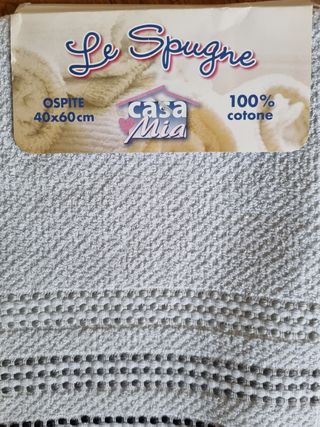 Le Spugne
OSPITE
40x60cm
casa
Mia
100%
cotone